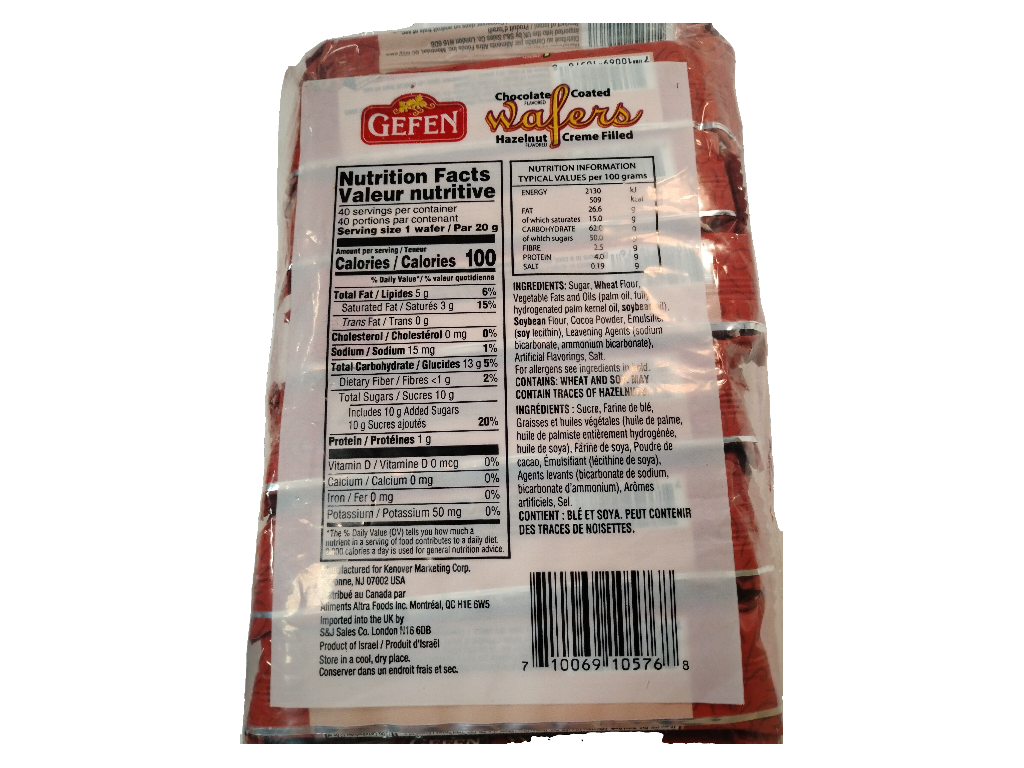 GEFEN
Chocolate Coated
FLAVORED
wafers
Hazelnut Creme Filled
FLAVORED
Nutrition Facts
Valeur nutritive
40 servings per container
40 portions par contenant
Serving size 1 wafer / Par 20 g
Amount per serving / Teneur
Calories / Calories 100
% Daily Value* / % valeur quotidienne
Total Fat / Lipides 5 g 6%
Saturated Fat / Saturés 3 g 15%
Trans Fat / Trans 0 g
Cholesterol / Cholestérol 0 mg 0%
Sodium / Sodium 15 mg 1%
Total Carbohydrate / Glucides 13 g 5%
Dietary Fiber / Fibres <1 g 2%
Total Sugars / Sucres 10 g
Includes 10 g Added Sugars
10 g Sucres ajoutés 20%
Protein / Protéines 1 g
Vitamin D / Vitamine D 0 mcg 0%
Calcium / Calcium 0 mg 0%
Iron / Fer 0 mg 0%
Potassium / Potassium 50 mg 0%
*The % Daily Value (DV) tells you how much a
nutrient in a serving of food contributes to a daily diet.
calories a day is used for general nutrition advice.
NUTRITION INFORMATION
TYPICAL VALUES per 100 grams
ENERGY 2130 kJ
509 kcal
FAT 26.6 g
of which saturates 15.0 g
CARBOHYDRATE 62.0 g
of which sugars 50.0 g
FIBRE 2.5 g
PROTEIN 4.0 g
SALT 0.19 g
INGREDIENTS: Sugar, Wheat Flour,
Vegetable Fats and Oils (palm oil, fully
hydrogenated palm kernel oil, soybean oil),
Soybean Flour, Cocoa Powder, Emulsifier
(soy lecithin), Leavening Agents (sodium
bicarbonate, ammonium bicarbonate),
Artificial Flavorings, Salt.
For allergens see ingredients in bold.
CONTAINS: WHEAT AND SOY. MAY
CONTAIN TRACES OF HAZELNUTS.
INGRÉDIENTS : Sucre, Farine de blé,
Graisses et huiles végétales (huile de palme,
huile de palmiste entièrement hydrogénée,
huile de soya), Farine de soya, Poudre de
cacao, Émulsifiant (lécithine de soya),
Agents levants (bicarbonate de sodium,
bicarbonate d'ammonium), Arômes
artificiels, Sel.
CONTIENT : BLÉ ET SOYA. PEUT CONTENIR
DES TRACES DE NOISETTES.
Manufactured for Kenover Marketing Corp.
Bayonne, NJ 07002 USA
Distribué au Canada par
Aliments Altra Foods Inc. Montréal, QC H1E 6W5
Imported into the UK by
S&J Sales Co. London N16 6DB
Product of Israel / Produit d'Israël
Store in a cool, dry place.
Conserver dans un endroit frais et sec.
7 10069 10576 8